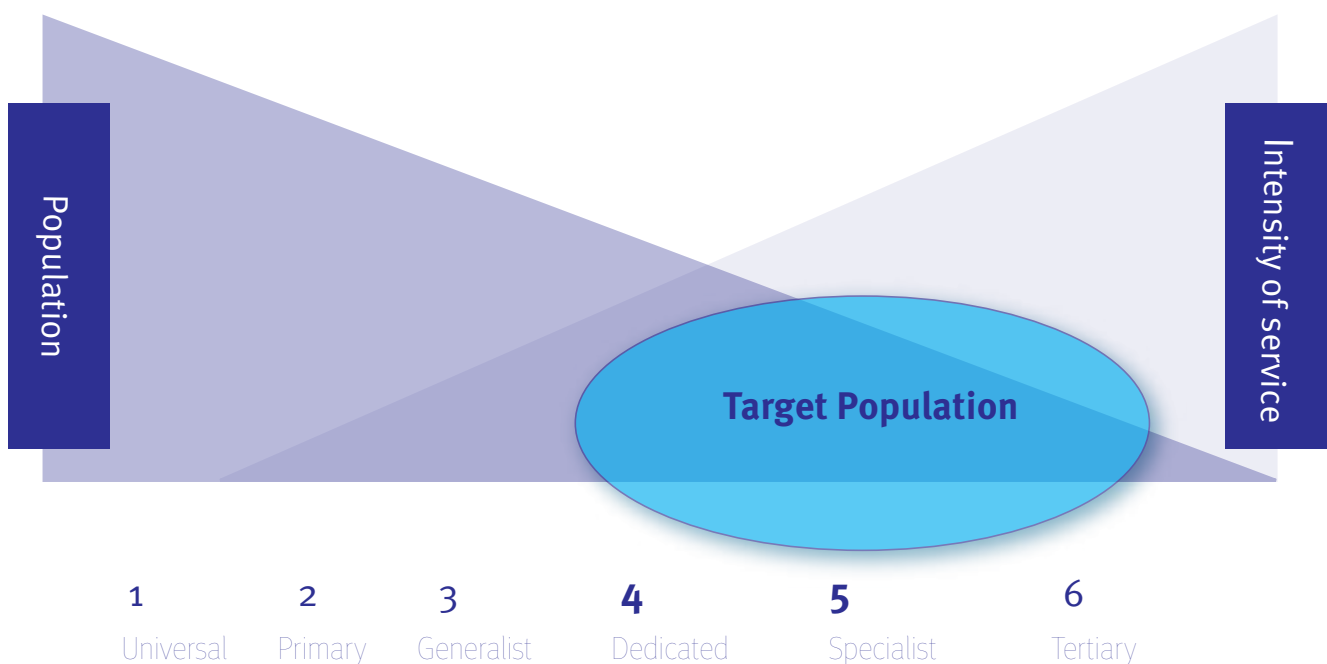 Population
Intensity of service
Target Population
1 2 3 4 5 6
Universal Primary Generalist Dedicated Specialist Tertiary